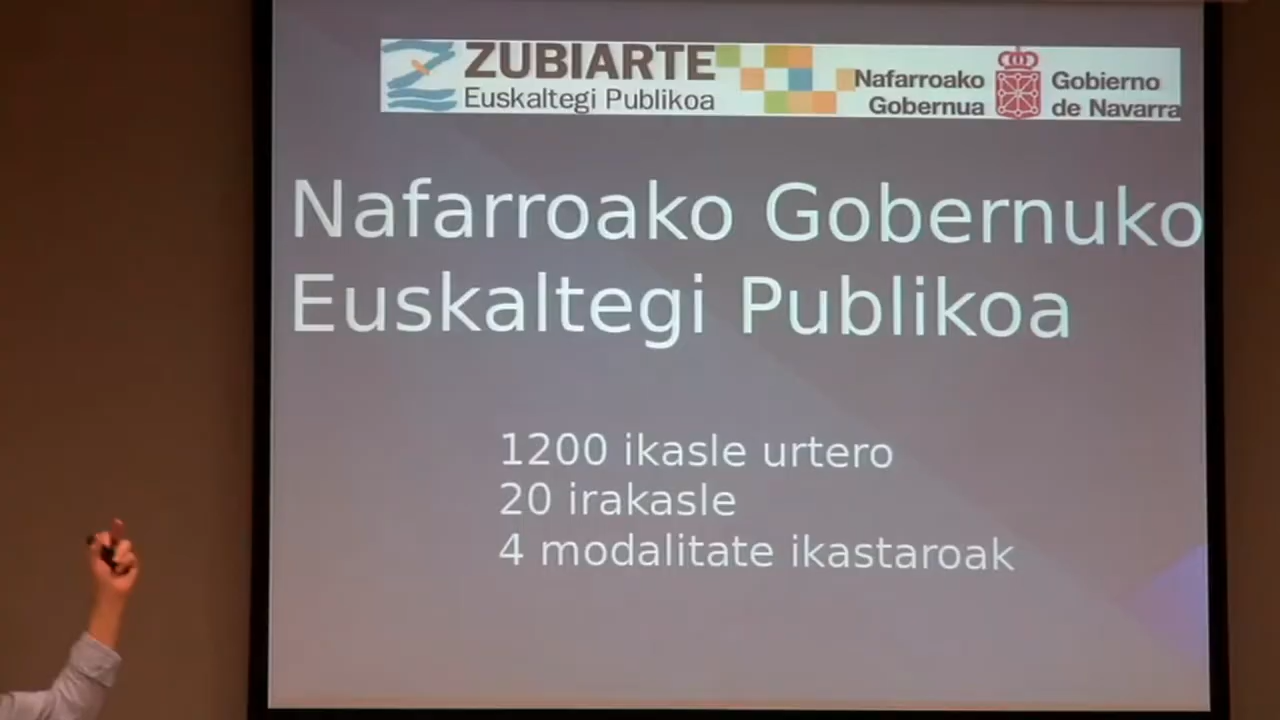 ZUBIARTE
Euskaltegi Publikoa
Nafarroako Gobierno
Gobernua de Navarra
Nafarroako Gobernuko
Euskaltegi Publikoa
1200 ikasle urtero
20 irakasle
4 modalitate ikastaroak